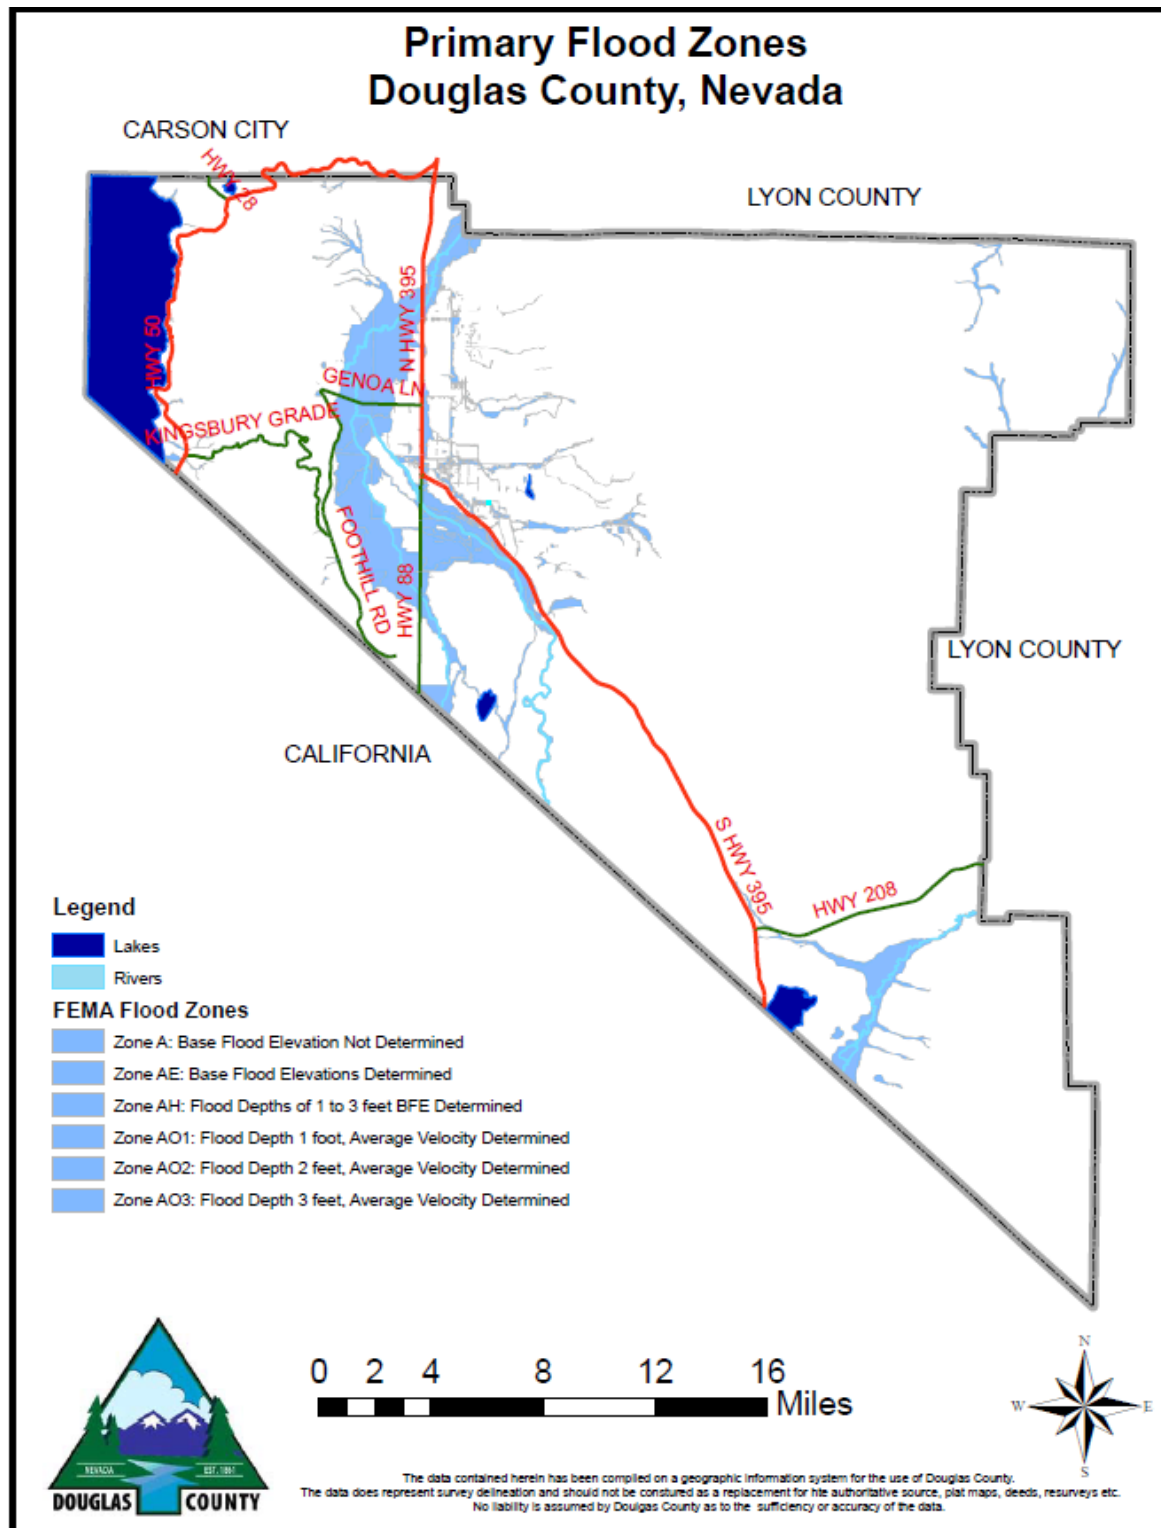 Primary Flood Zones
Douglas County, Nevada
CARSON CITY
HWY 28
LYON COUNTY
N HWY 395
HWY 50
GENOA LN
KINGSBURY GRADE
FOOTHILL RD
HWY 88
LYON COUNTY
CALIFORNIA
S HWY 395
HWY 208
Legend
Lakes
Rivers
FEMA Flood Zones
Zone A: Base Flood Elevation Not Determined
Zone AE: Base Flood Elevations Determined
Zone AH: Flood Depths of 1 to 3 feet BFE Determined
Zone AO1: Flood Depth 1 foot, Average Velocity Determined
Zone AO2: Flood Depth 2 feet, Average Velocity Determined
Zone AO3: Flood Depth 3 feet, Average Velocity Determined
0 2 4 8 12 16
Miles
N
W E
S
NEVADA EST. 1861
DOUGLAS COUNTY
The data contained herein has been compiled on a geographic information system for the use of Douglas County.
The data does represent survey delineation and should not be constured as a replacement for hte authoritative source, plat maps, deeds, resurveys etc.
No liability is assumed by Doulgas County as to the sufficiency or accuracy of the data.